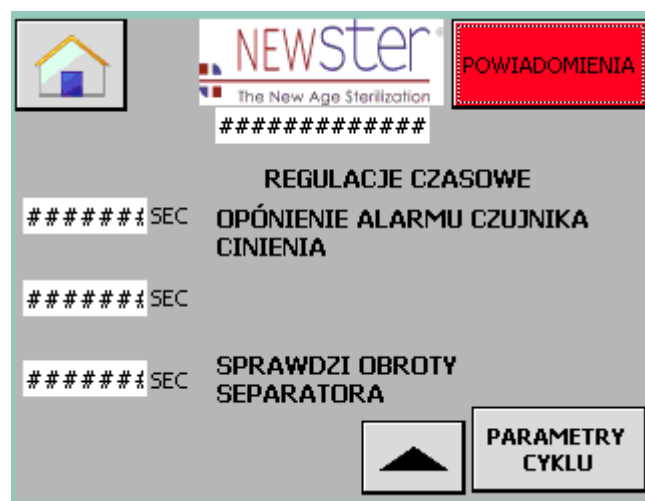 NEWSter®
The New Age Sterilization
POWIADOMIENIA
#############
REGULACJE CZASOWE
####### SEC
OPÓNIENIE ALARMU CZUJNIKA
CINIENIA
####### SEC
####### SEC
SPRAWDZI OBROTY
SEPARATORA
PARAMETRY
CYKLU